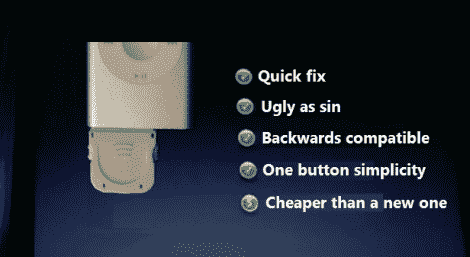 Quick fix
Ugly as sin
Backwards compatible
One button simplicity
Cheaper than a new one